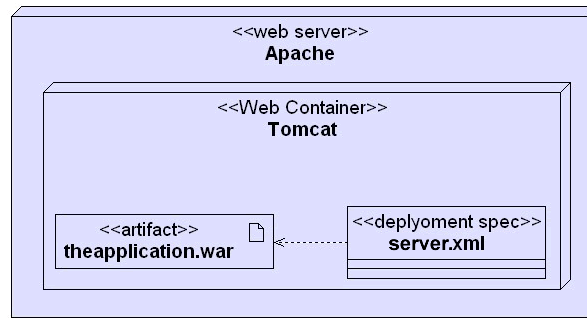 <<web server>>
Apache
<<Web Container>>
Tomcat
<<artifact>>
theapplication.war
<<deplyoment spec>>
server.xml